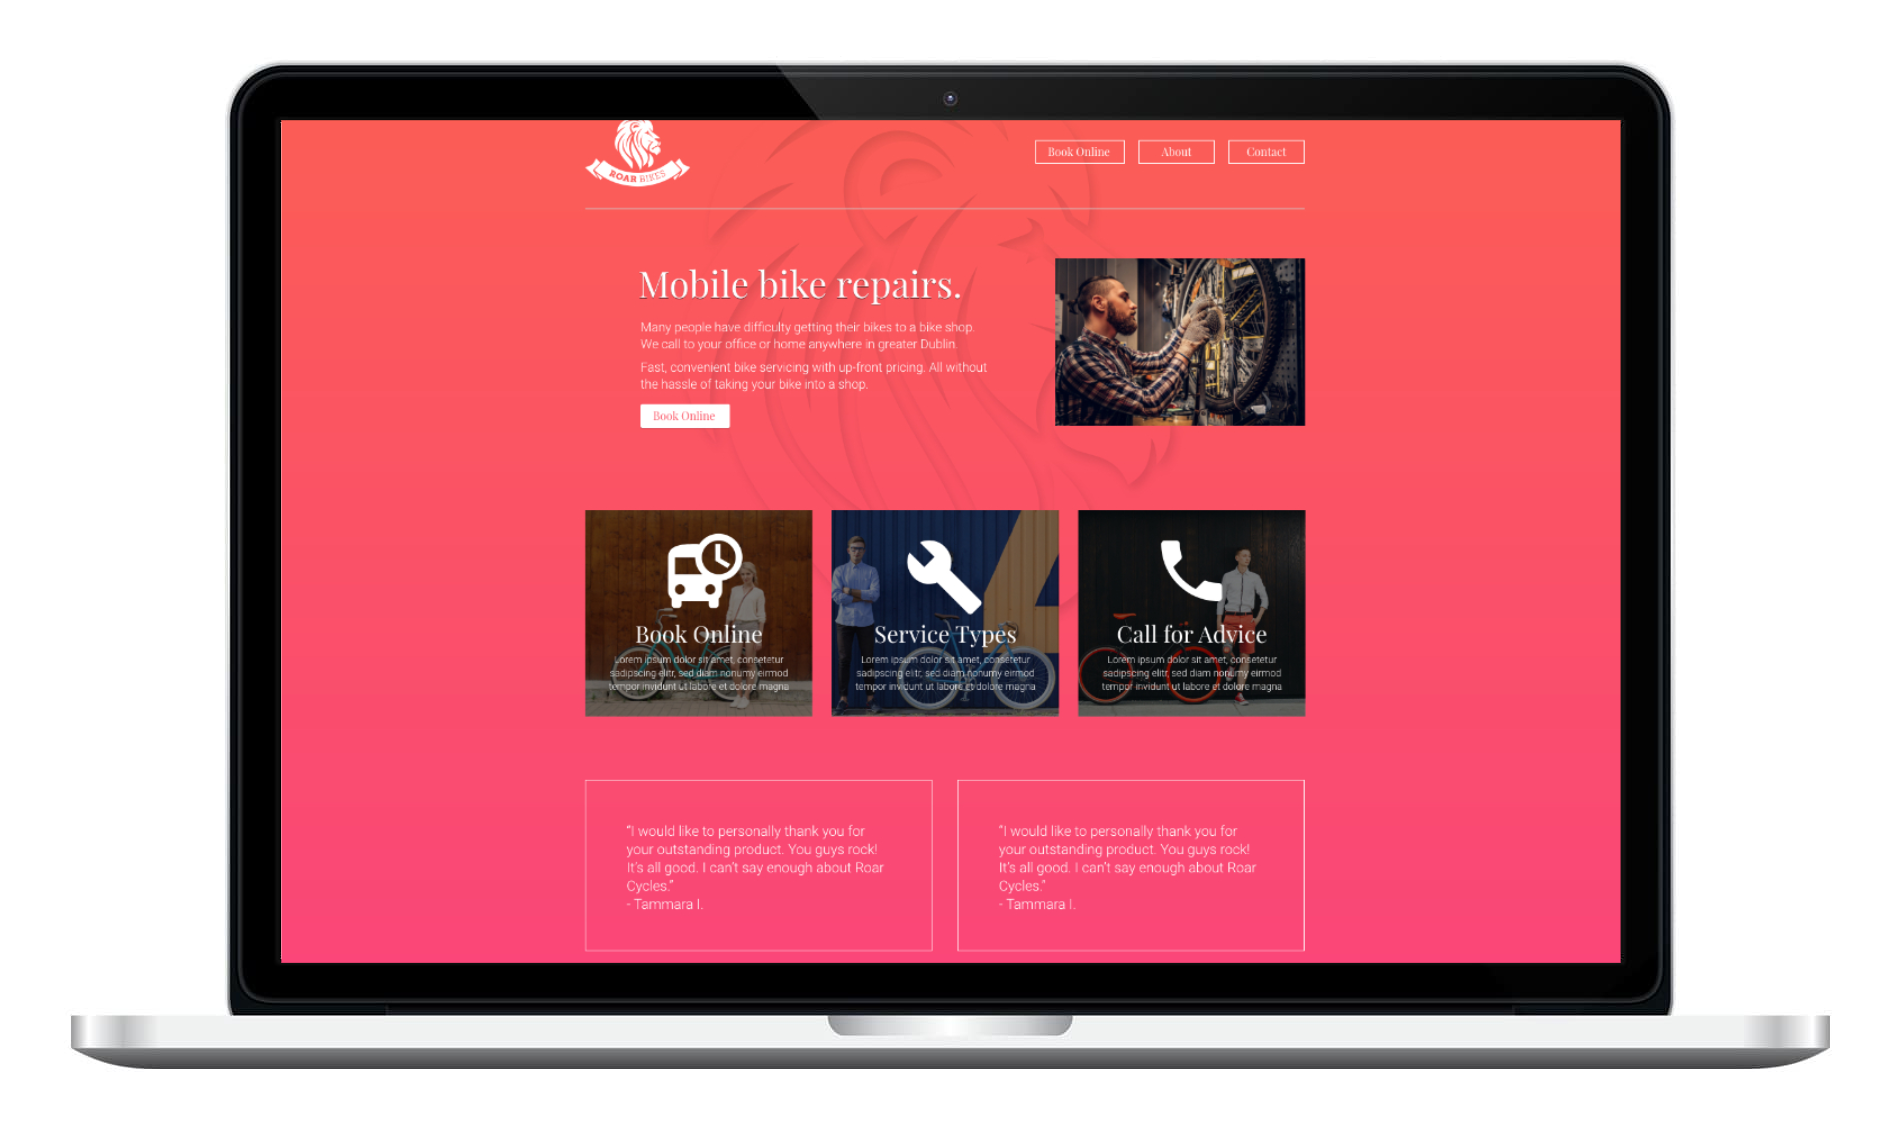 ROAR BIKES
Book Online
About
Contact
Mobile bike repairs.
Many people have difficulty getting their bikes to a bike shop.
We call to your office or home anywhere in greater Dublin.
Fast, convenient bike servicing with up-front pricing. All without
the hassle of taking your bike into a shop.
Book Online
Book Online
Lorem ipsum dolor sit amet, consetetur
sadipscing elitr, sed diam nonumy eirmod
tempor invidunt ut labore et dolore magna
Service Types
Lorem ipsum dolor sit amet, consetetur
sadipscing elitr, sed diam nonumy eirmod
tempor invidunt ut labore et dolore magna
Call for Advice
Lorem ipsum dolor sit amet, consetetur
sadipscing elitr, sed diam nonumy eirmod
tempor invidunt ut labore et dolore magna
“I would like to personally thank you for
your outstanding product. You guys rock!
It’s all good. I can’t say enough about Roar
Cycles.”
- Tammara I.
“I would like to personally thank you for
your outstanding product. You guys rock!
It’s all good. I can’t say enough about Roar
Cycles.”
- Tammara I.